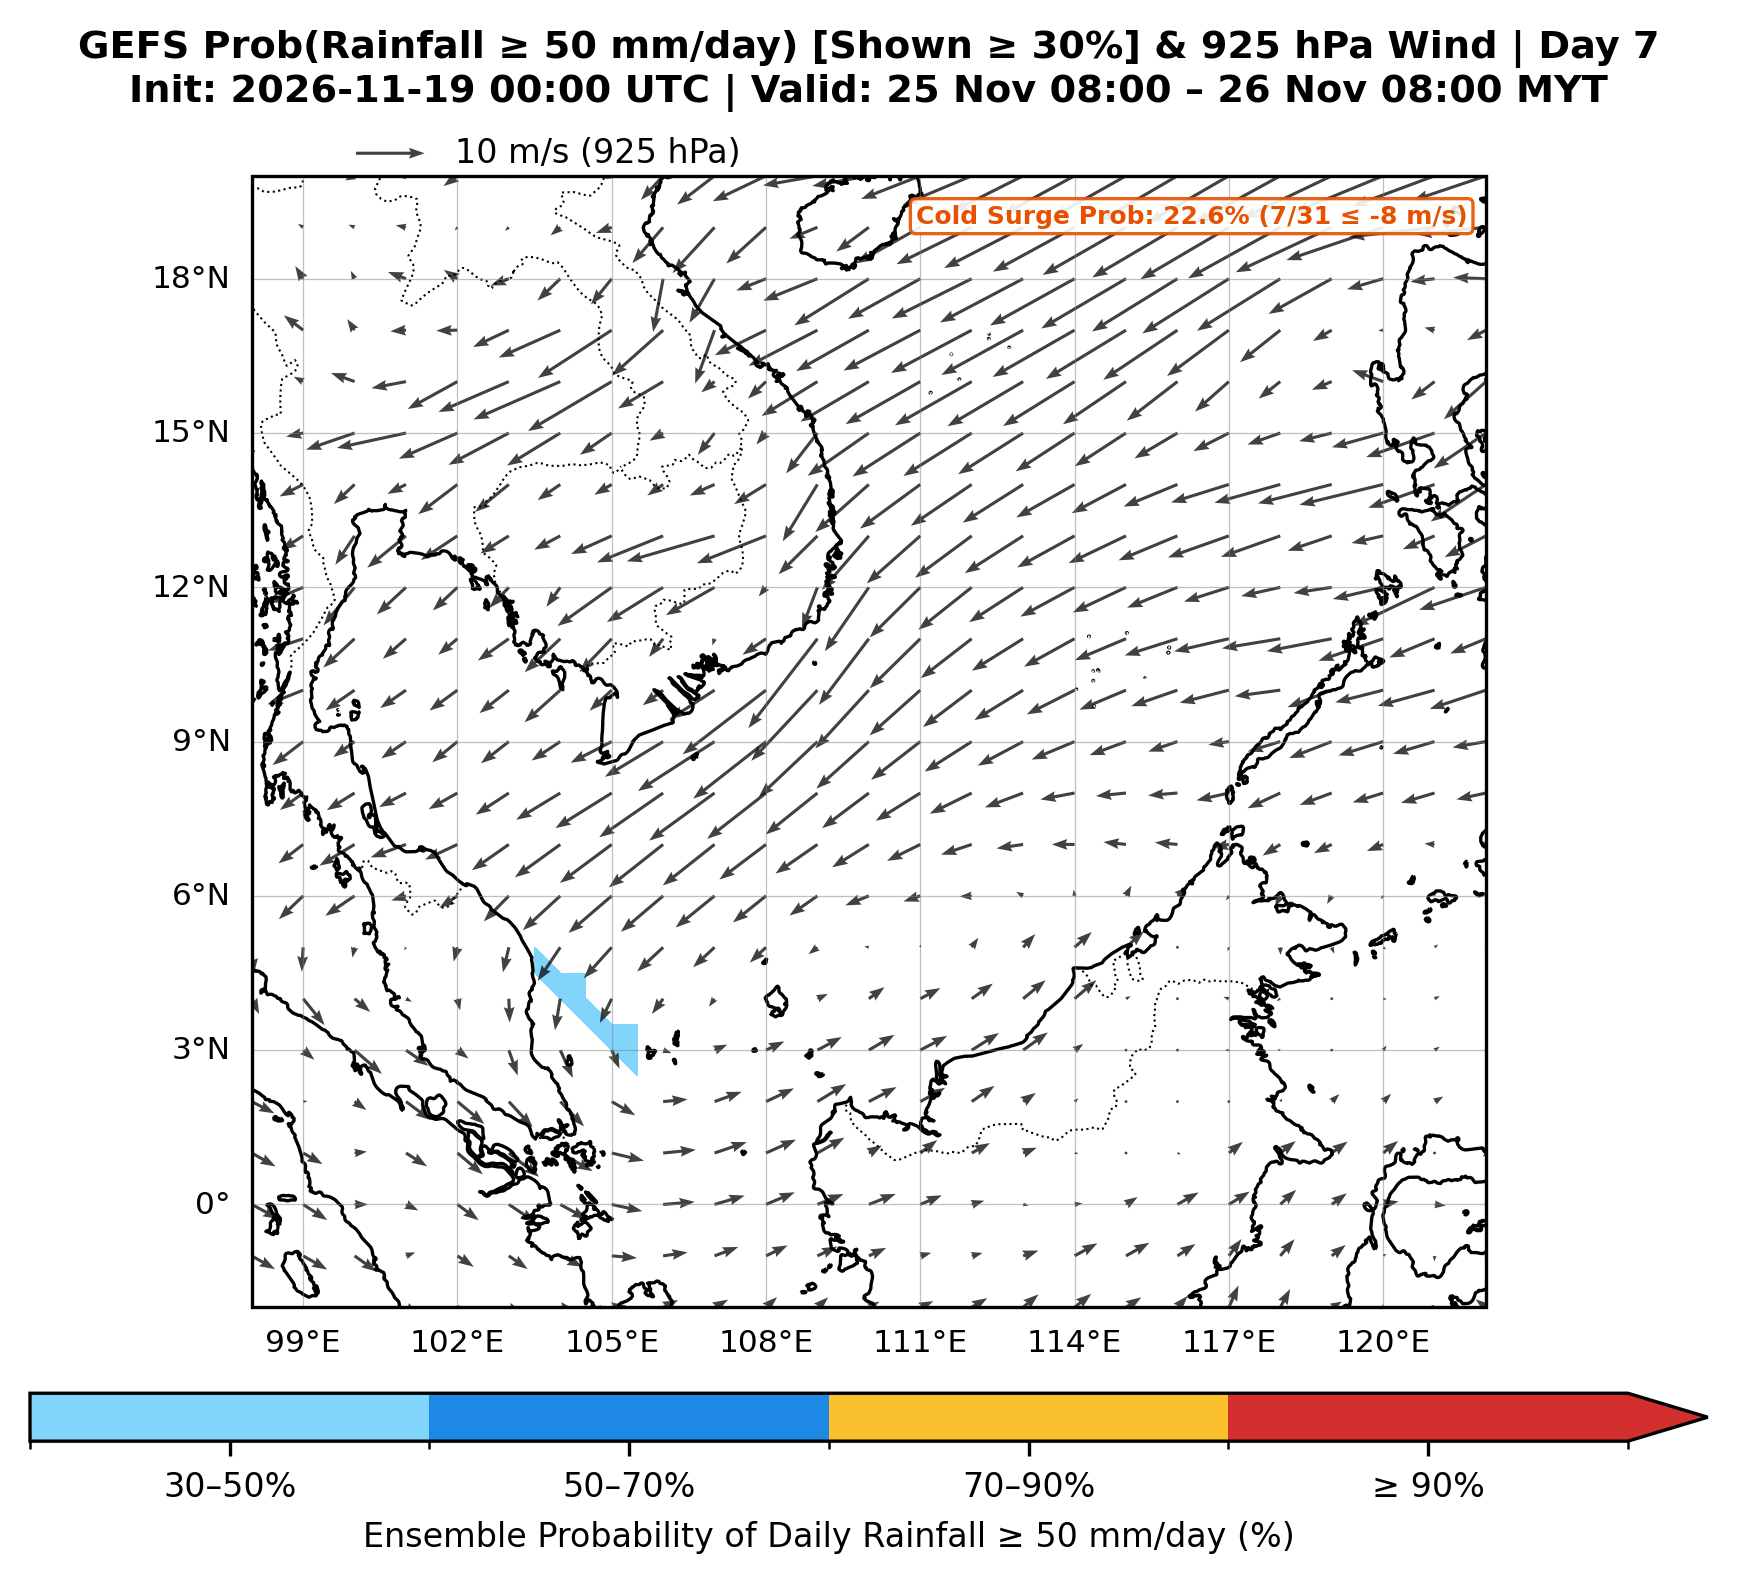 GEFS Prob(Rainfall ≥ 50 mm/day) [Shown ≥ 30%] & 925 hPa Wind | Day 7
Init: 2026-11-19 00:00 UTC | Valid: 25 Nov 08:00 – 26 Nov 08:00 MYT
10 m/s (925 hPa)
Cold Surge Prob: 22.6% (7/31 ≤ -8 m/s)
18°N
15°N
12°N
9°N
6°N
3°N
0°
99°E 102°E 105°E 108°E 111°E 114°E 117°E 120°E
30–50% 50–70% 70–90% ≥ 90%
Ensemble Probability of Daily Rainfall ≥ 50 mm/day (%)